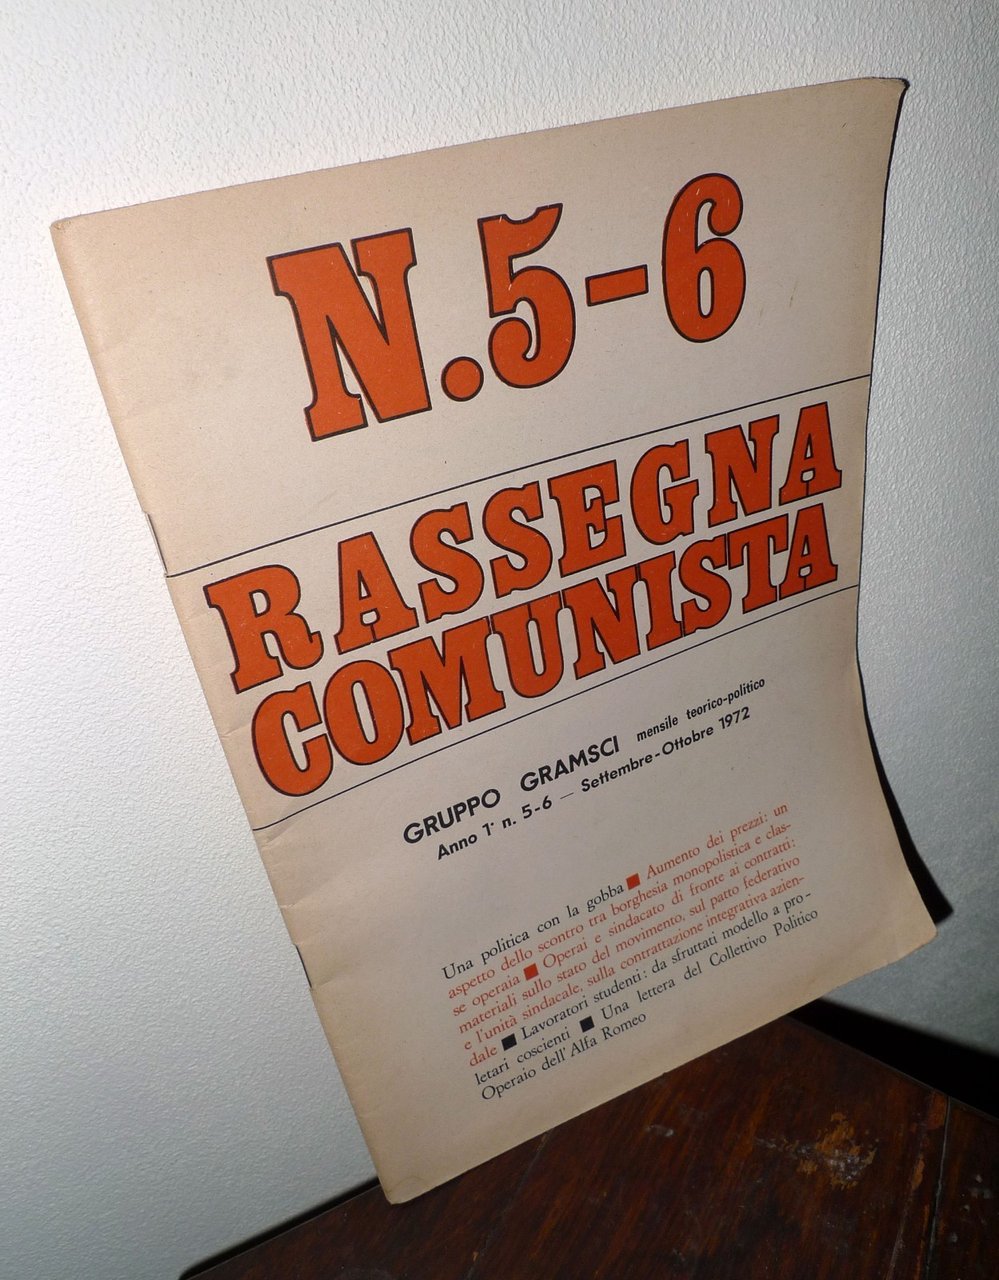 N.5-6
RASSEGNA
COMUNISTA
GRUPPO GRAMSCI mensile teorico-politico
Anno 1° n. 5-6 — Settembre-Ottobre 1972
Una politica con la gobba ■ Aumento dei prezzi: un
aspetto dello scontro tra borghesia monopolistica e clas-
se operaia ■ Operai e sindacato di fronte ai contratti:
materiali sullo stato del movimento, sul patto federativo
e l'unità sindacale, sulla contrattazione integrativa azien-
dale ■ Lavoratori studenti: da sfruttati modello a pro-
letari coscienti ■ Una lettera del Collettivo Politico
Operaio dell'Alfa Romeo